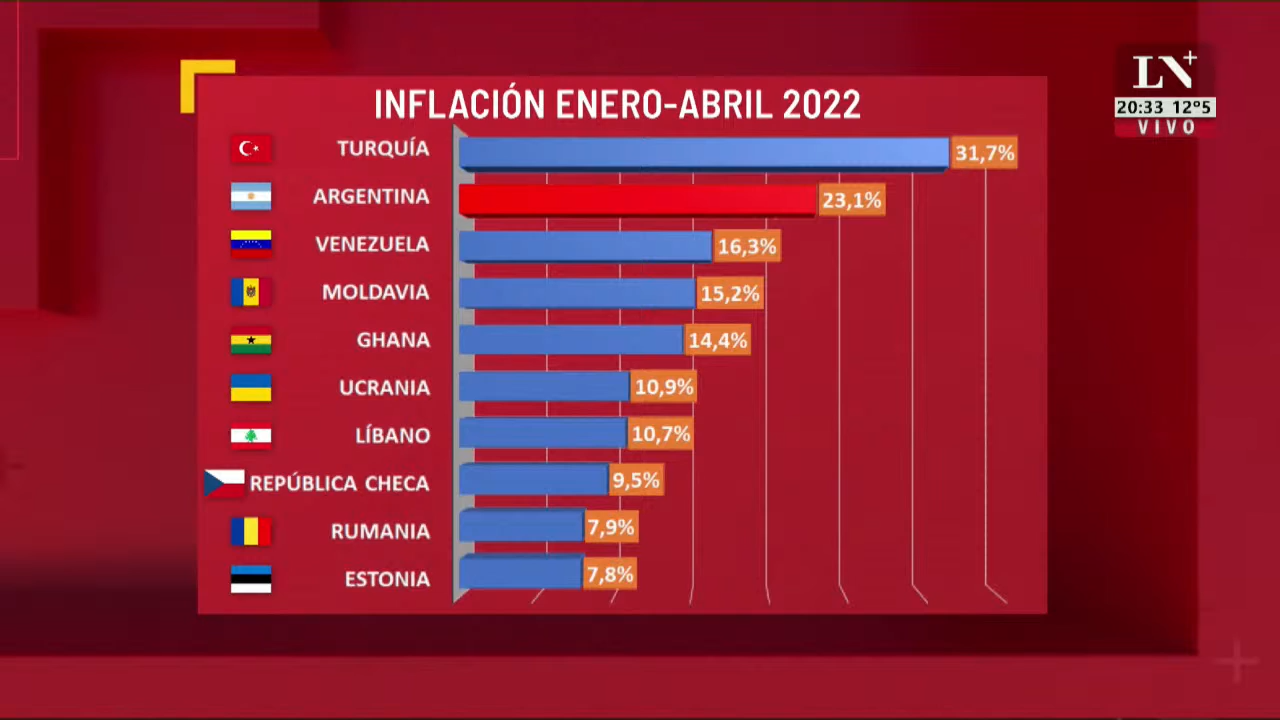 INFLACIÓN ENERO-ABRIL 2022
LN+
20:33 12°5
VIVO
TURQUÍA 31,7%
ARGENTINA 23,1%
VENEZUELA 16,3%
MOLDAVIA 15,2%
GHANA 14,4%
UCRANIA 10,9%
LÍBANO 10,7%
REPÚBLICA CHECA 9,5%
RUMANIA 7,9%
ESTONIA 7,8%